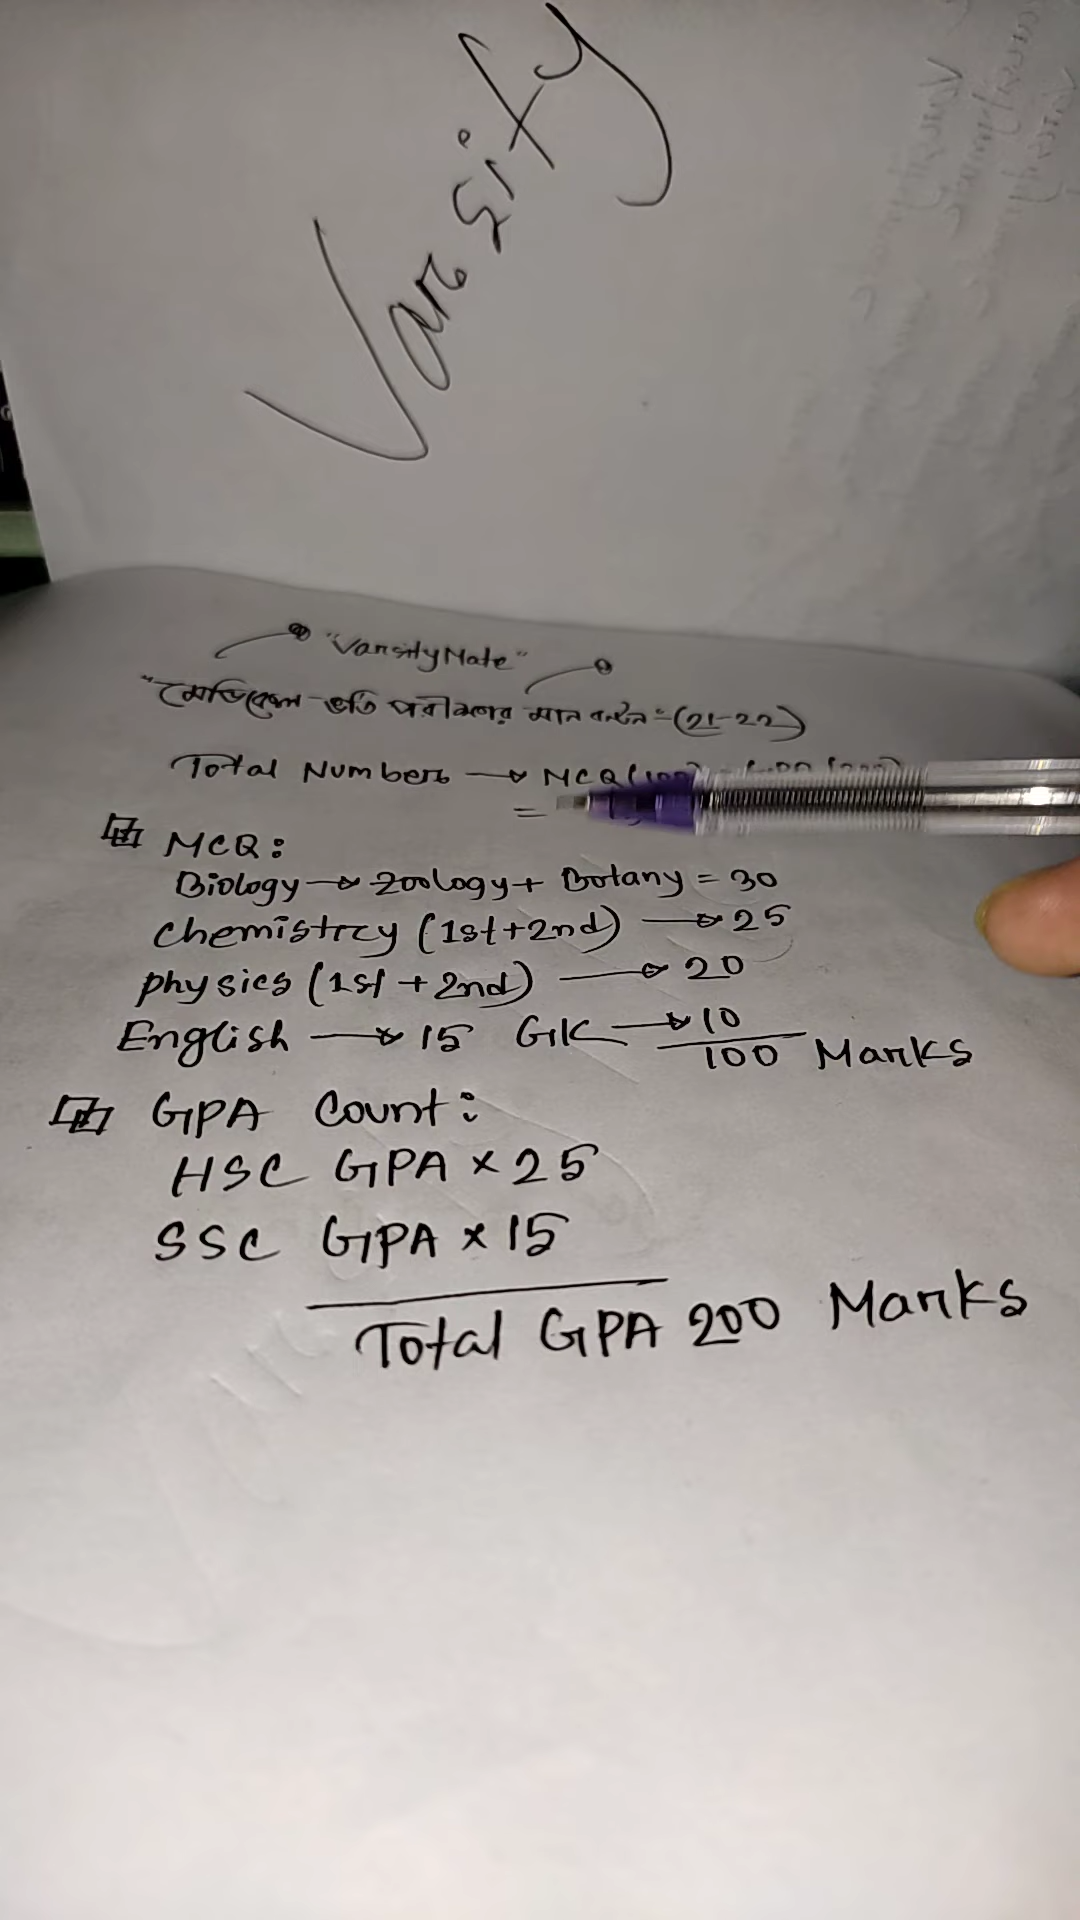 Varsity
"VarsityMate"
"মেডিকেল ভর্তি পরীক্ষার মান বন্টন" (21-22)
Total Number → MCQ (100)
=
MCQ:
Biology → Zoology + Botany = 30
Chemistry (1st+2nd) → 25
physics (1st + 2nd) → 20
English → 15 GK → 10
100 Marks
GPA Count:
HSC GPA × 25
SSC GPA × 15
Total GPA 200 Marks